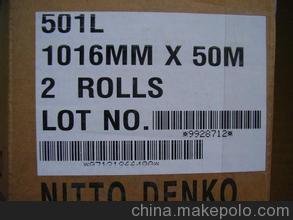 501L
1016MM X 50M
2 ROLLS
LOT NO.
*9928712*
NITTO DENKO
china.makepolo.com